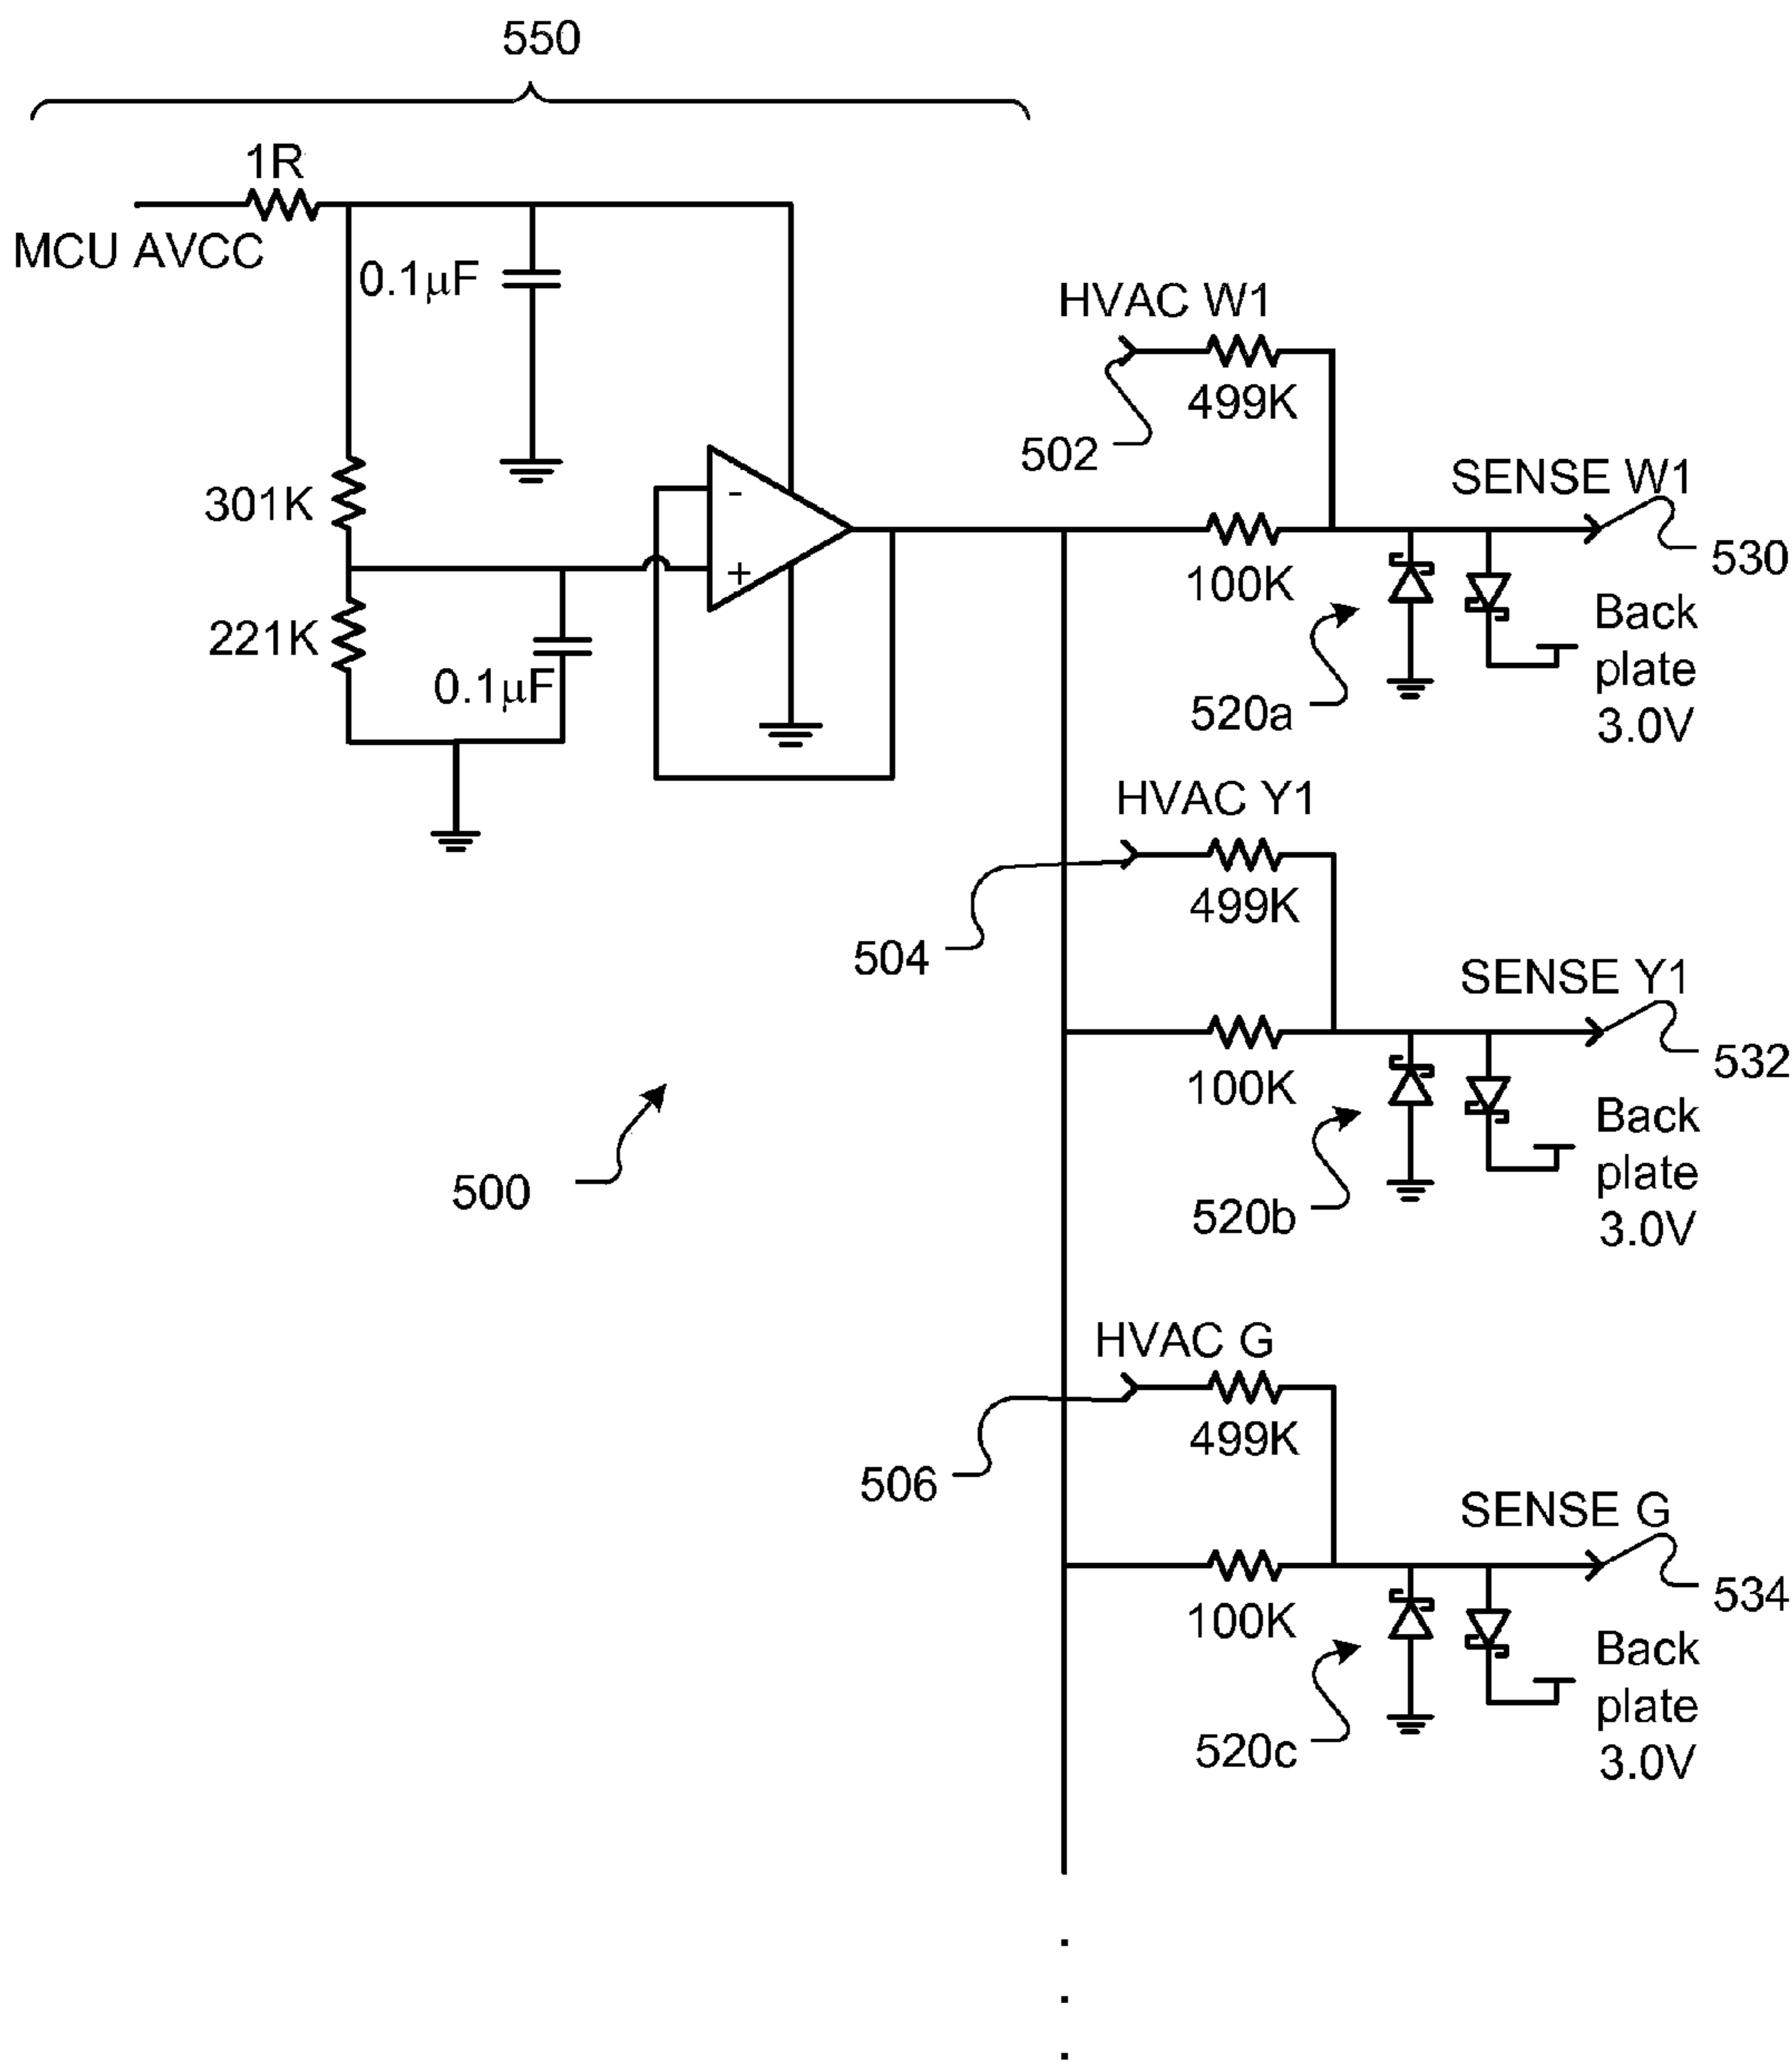 550
1R
MCU AVCC
0.1μF
HVAC W1
499K
502
301K
-
+
SENSE W1
530
100K
221K
0.1μF
520a
Back
plate
3.0V
HVAC Y1
499K
504
SENSE Y1
532
100K
500
520b
Back
plate
3.0V
HVAC G
499K
506
SENSE G
534
100K
520c
Back
plate
3.0V
.
.
.